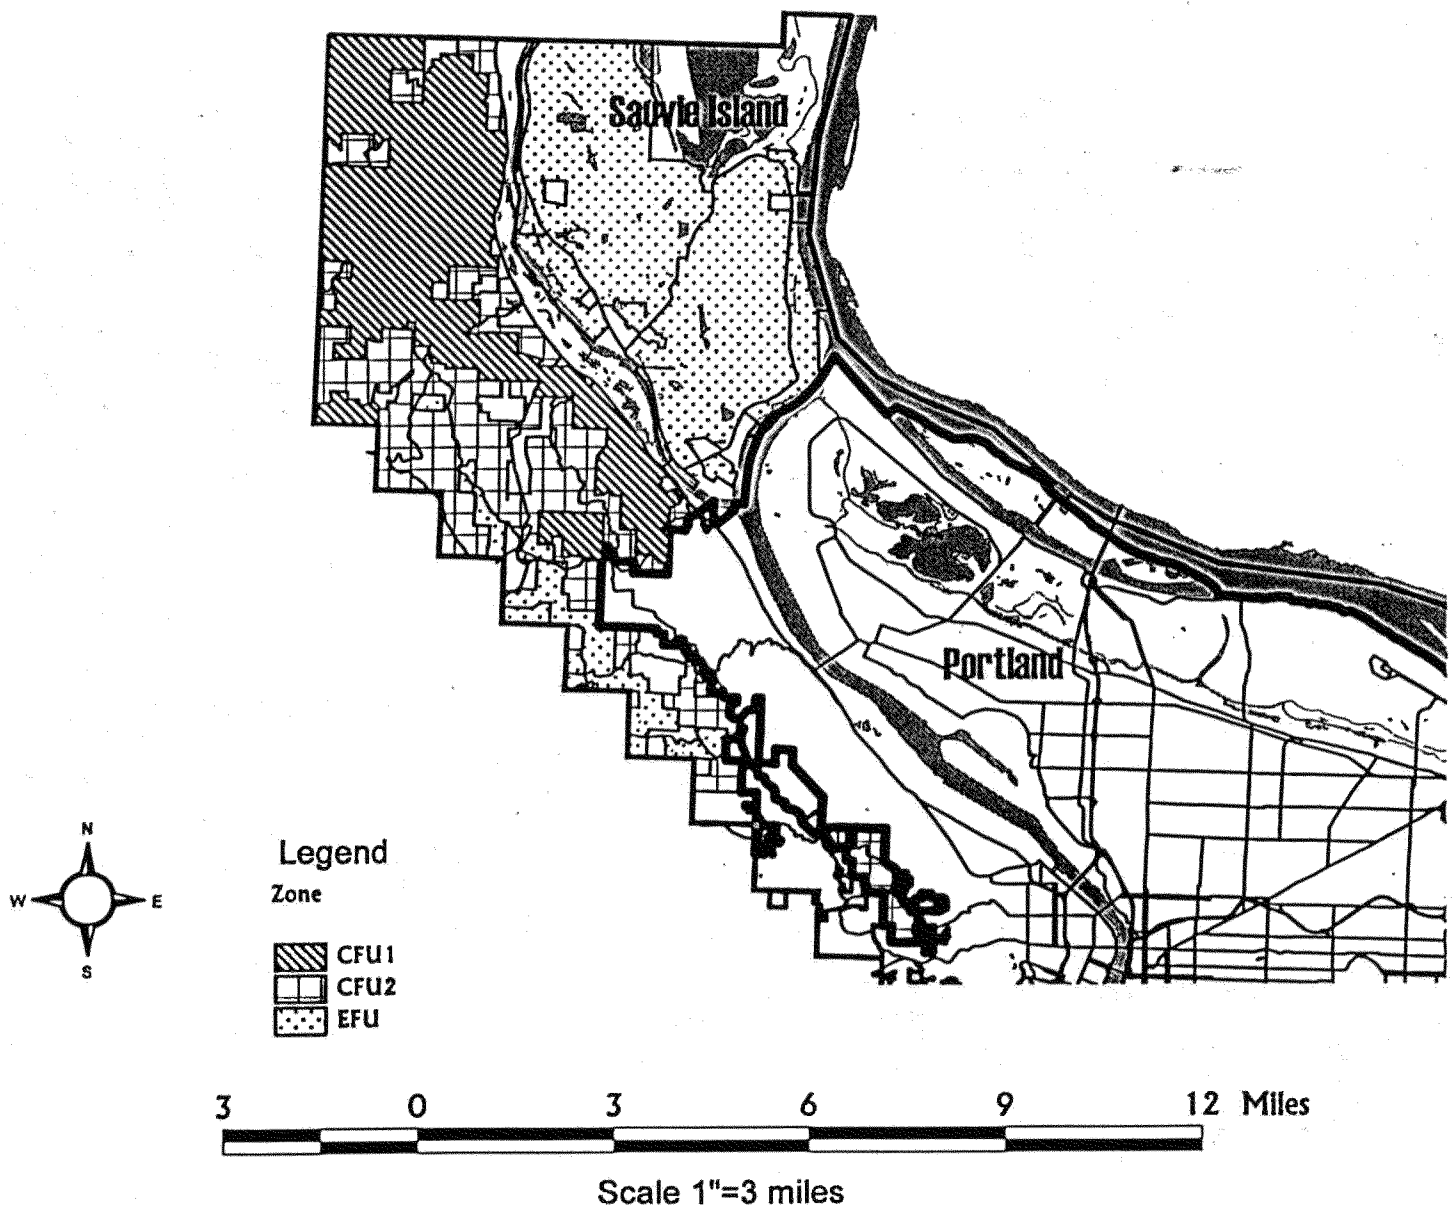 Sauvie Island
Portland
N
W E
S
Legend
Zone
CFU1
CFU2
EFU
3 0 3 6 9 12 Miles
Scale 1"=3 miles